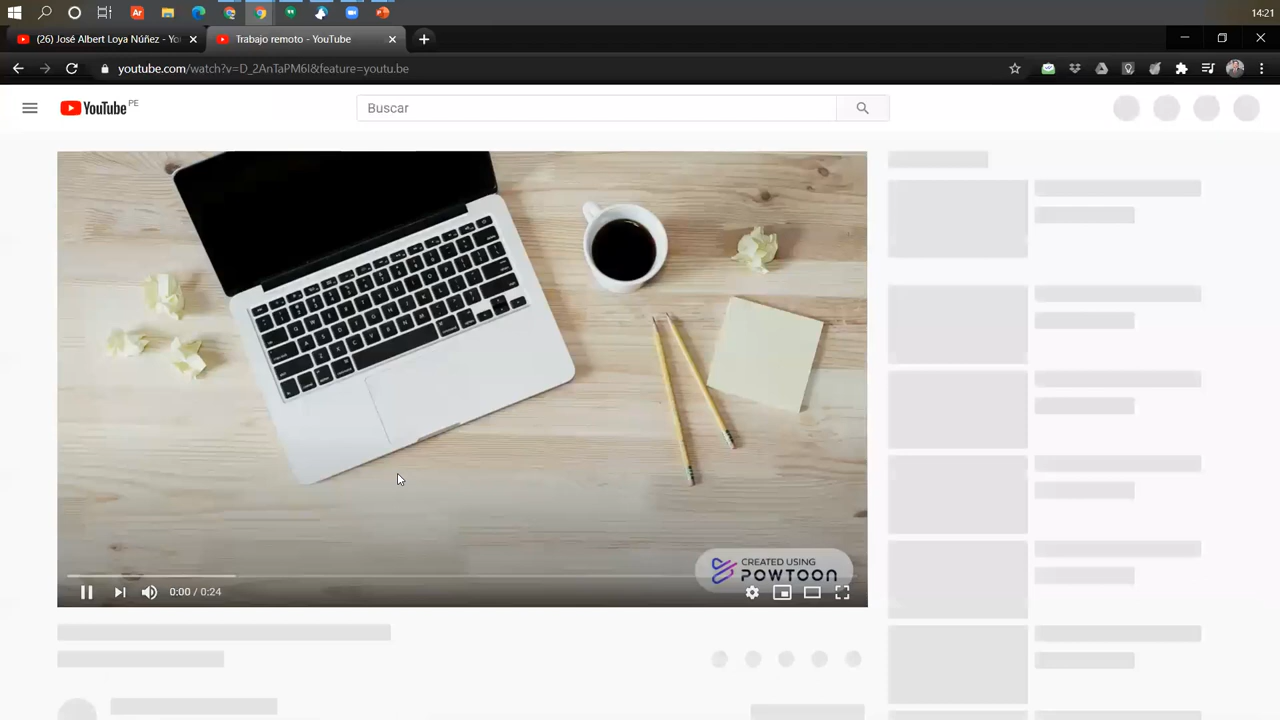 14:21
(26) José Albert Loya Núñez - Yo
Trabajo remoto - YouTube
youtube.com/watch?v=D_2AnTaPM6I&feature=youtu.be
YouTube PE
Buscar
CREATED USING
POWTOON
0:00 / 0:24